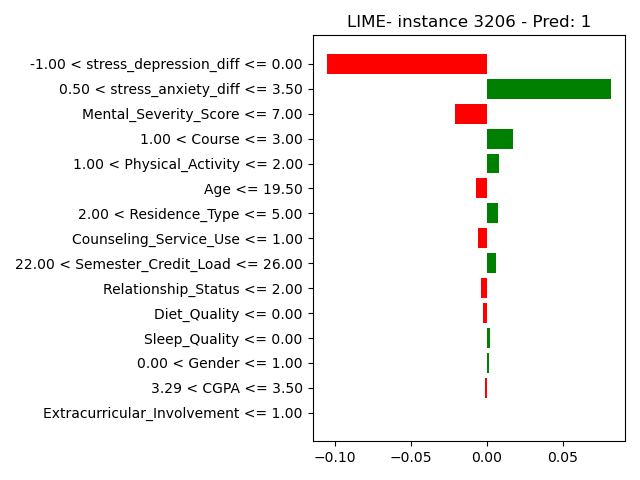 LIME- instance 3206 - Pred: 1
-1.00 < stress_depression_diff <= 0.00
0.50 < stress_anxiety_diff <= 3.50
Mental_Severity_Score <= 7.00
1.00 < Course <= 3.00
1.00 < Physical_Activity <= 2.00
Age <= 19.50
2.00 < Residence_Type <= 5.00
Counseling_Service_Use <= 1.00
22.00 < Semester_Credit_Load <= 26.00
Relationship_Status <= 2.00
Diet_Quality <= 0.00
Sleep_Quality <= 0.00
0.00 < Gender <= 1.00
3.29 < CGPA <= 3.50
Extracurricular_Involvement <= 1.00
−0.10 −0.05 0.00 0.05